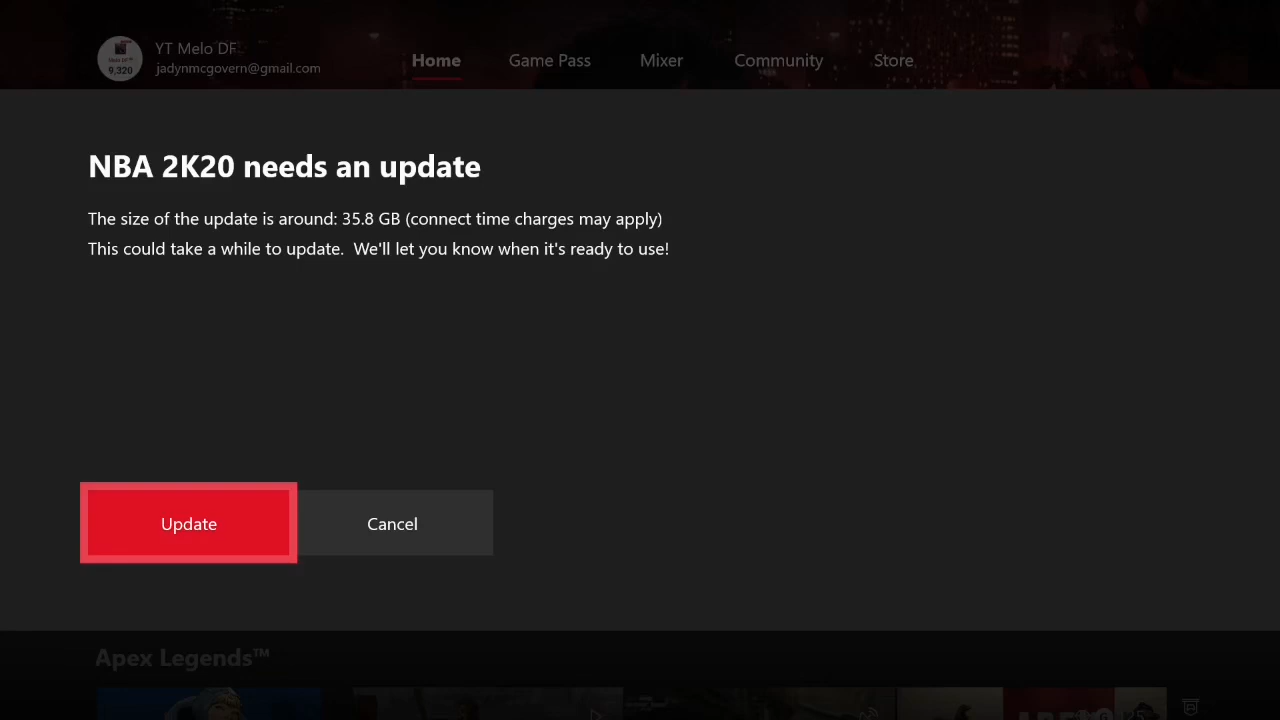 YT Melo DF
jadynmcgovern@gmail.com
9,320
Home
Game Pass
Mixer
Community
Store
NBA 2K20 needs an update
The size of the update is around: 35.8 GB (connect time charges may apply)
This could take a while to update.  We'll let you know when it's ready to use!
Update
Cancel
Apex Legends™